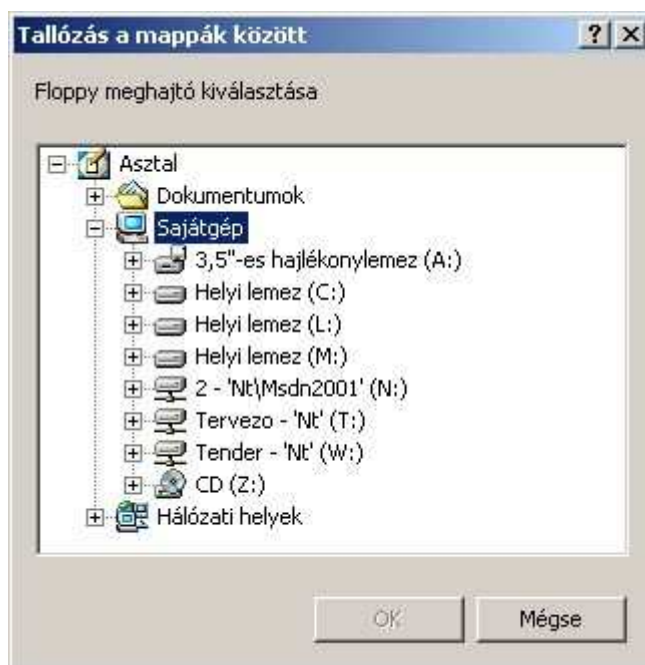 Tallózás a mappák között
Floppy meghajtó kiválasztása
Asztal
Dokumentumok
Sajátgép
3,5"-es hajlékonylemez (A:)
Helyi lemez (C:)
Helyi lemez (L:)
Helyi lemez (M:)
2 - 'Nt\Msdn2001' (N:)
Tervezo - 'Nt' (T:)
Tender - 'Nt' (W:)
CD (Z:)
Hálózati helyek
OK Mégse